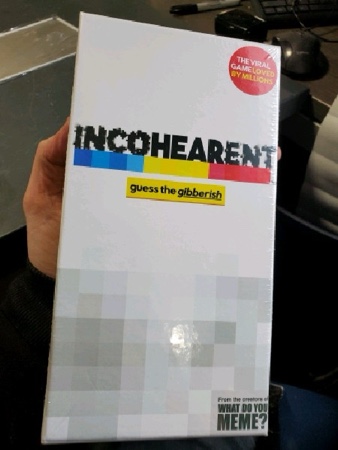 THE VIRAL
GAME LOVED
BY MILLIONS
INCOHEARENT
guess the gibberish
From the creators of
WHAT DO YOU
MEME?